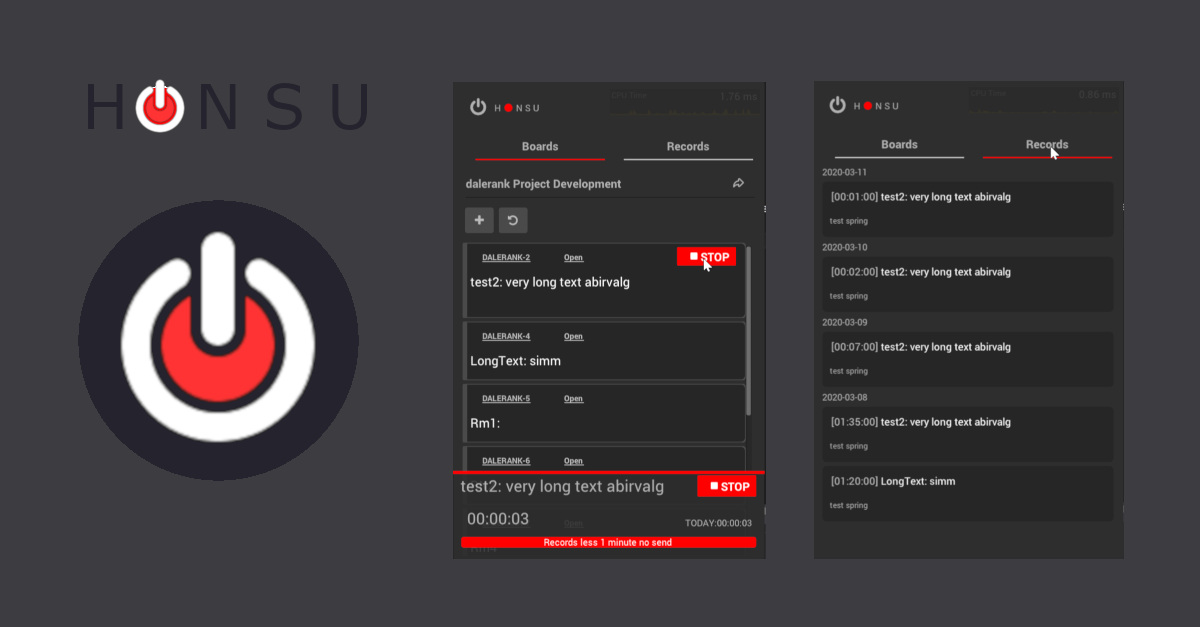 HONSU
HONSU
CPU Time 1,76 ms
Boards Records
dalerank Project Development
DALERANK-2 Open STOP
test2: very long text abirvalg
DALERANK-4 Open
LongText: simm
DALERANK-5 Open
Rm1:
DALERANK-6 Open
test2: very long text abirvalg STOP
00:00:03 Open TODAY:00:00:03
Records less 1 minute no send
HONSU
CPU Time 0,86 ms
Boards Records
2020-03-11
[00:01:00] test2: very long text abirvalg
test spring
2020-03-10
[00:02:00] test2: very long text abirvalg
test spring
2020-03-09
[00:07:00] test2: very long text abirvalg
test spring
2020-03-08
[01:35:00] test2: very long text abirvalg
test spring
[01:20:00] LongText: simm
test spring